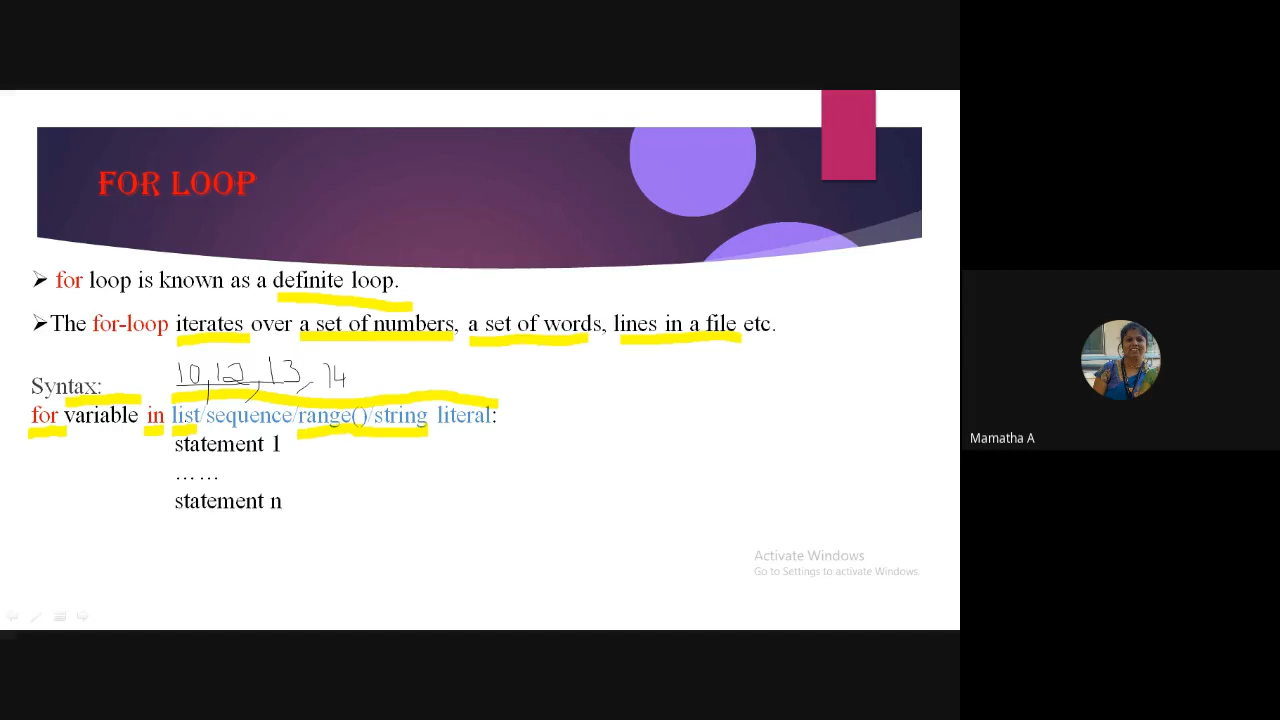 FOR LOOP
➢ for loop is known as a definite loop.
➢The for-loop iterates over a set of numbers, a set of words, lines in a file etc.
10, 12, 13, 14
Syntax:
for variable in list/sequence/range()/string literal:
statement 1
……
statement n
Activate Windows
Go to Settings to activate Windows.
Mamatha A